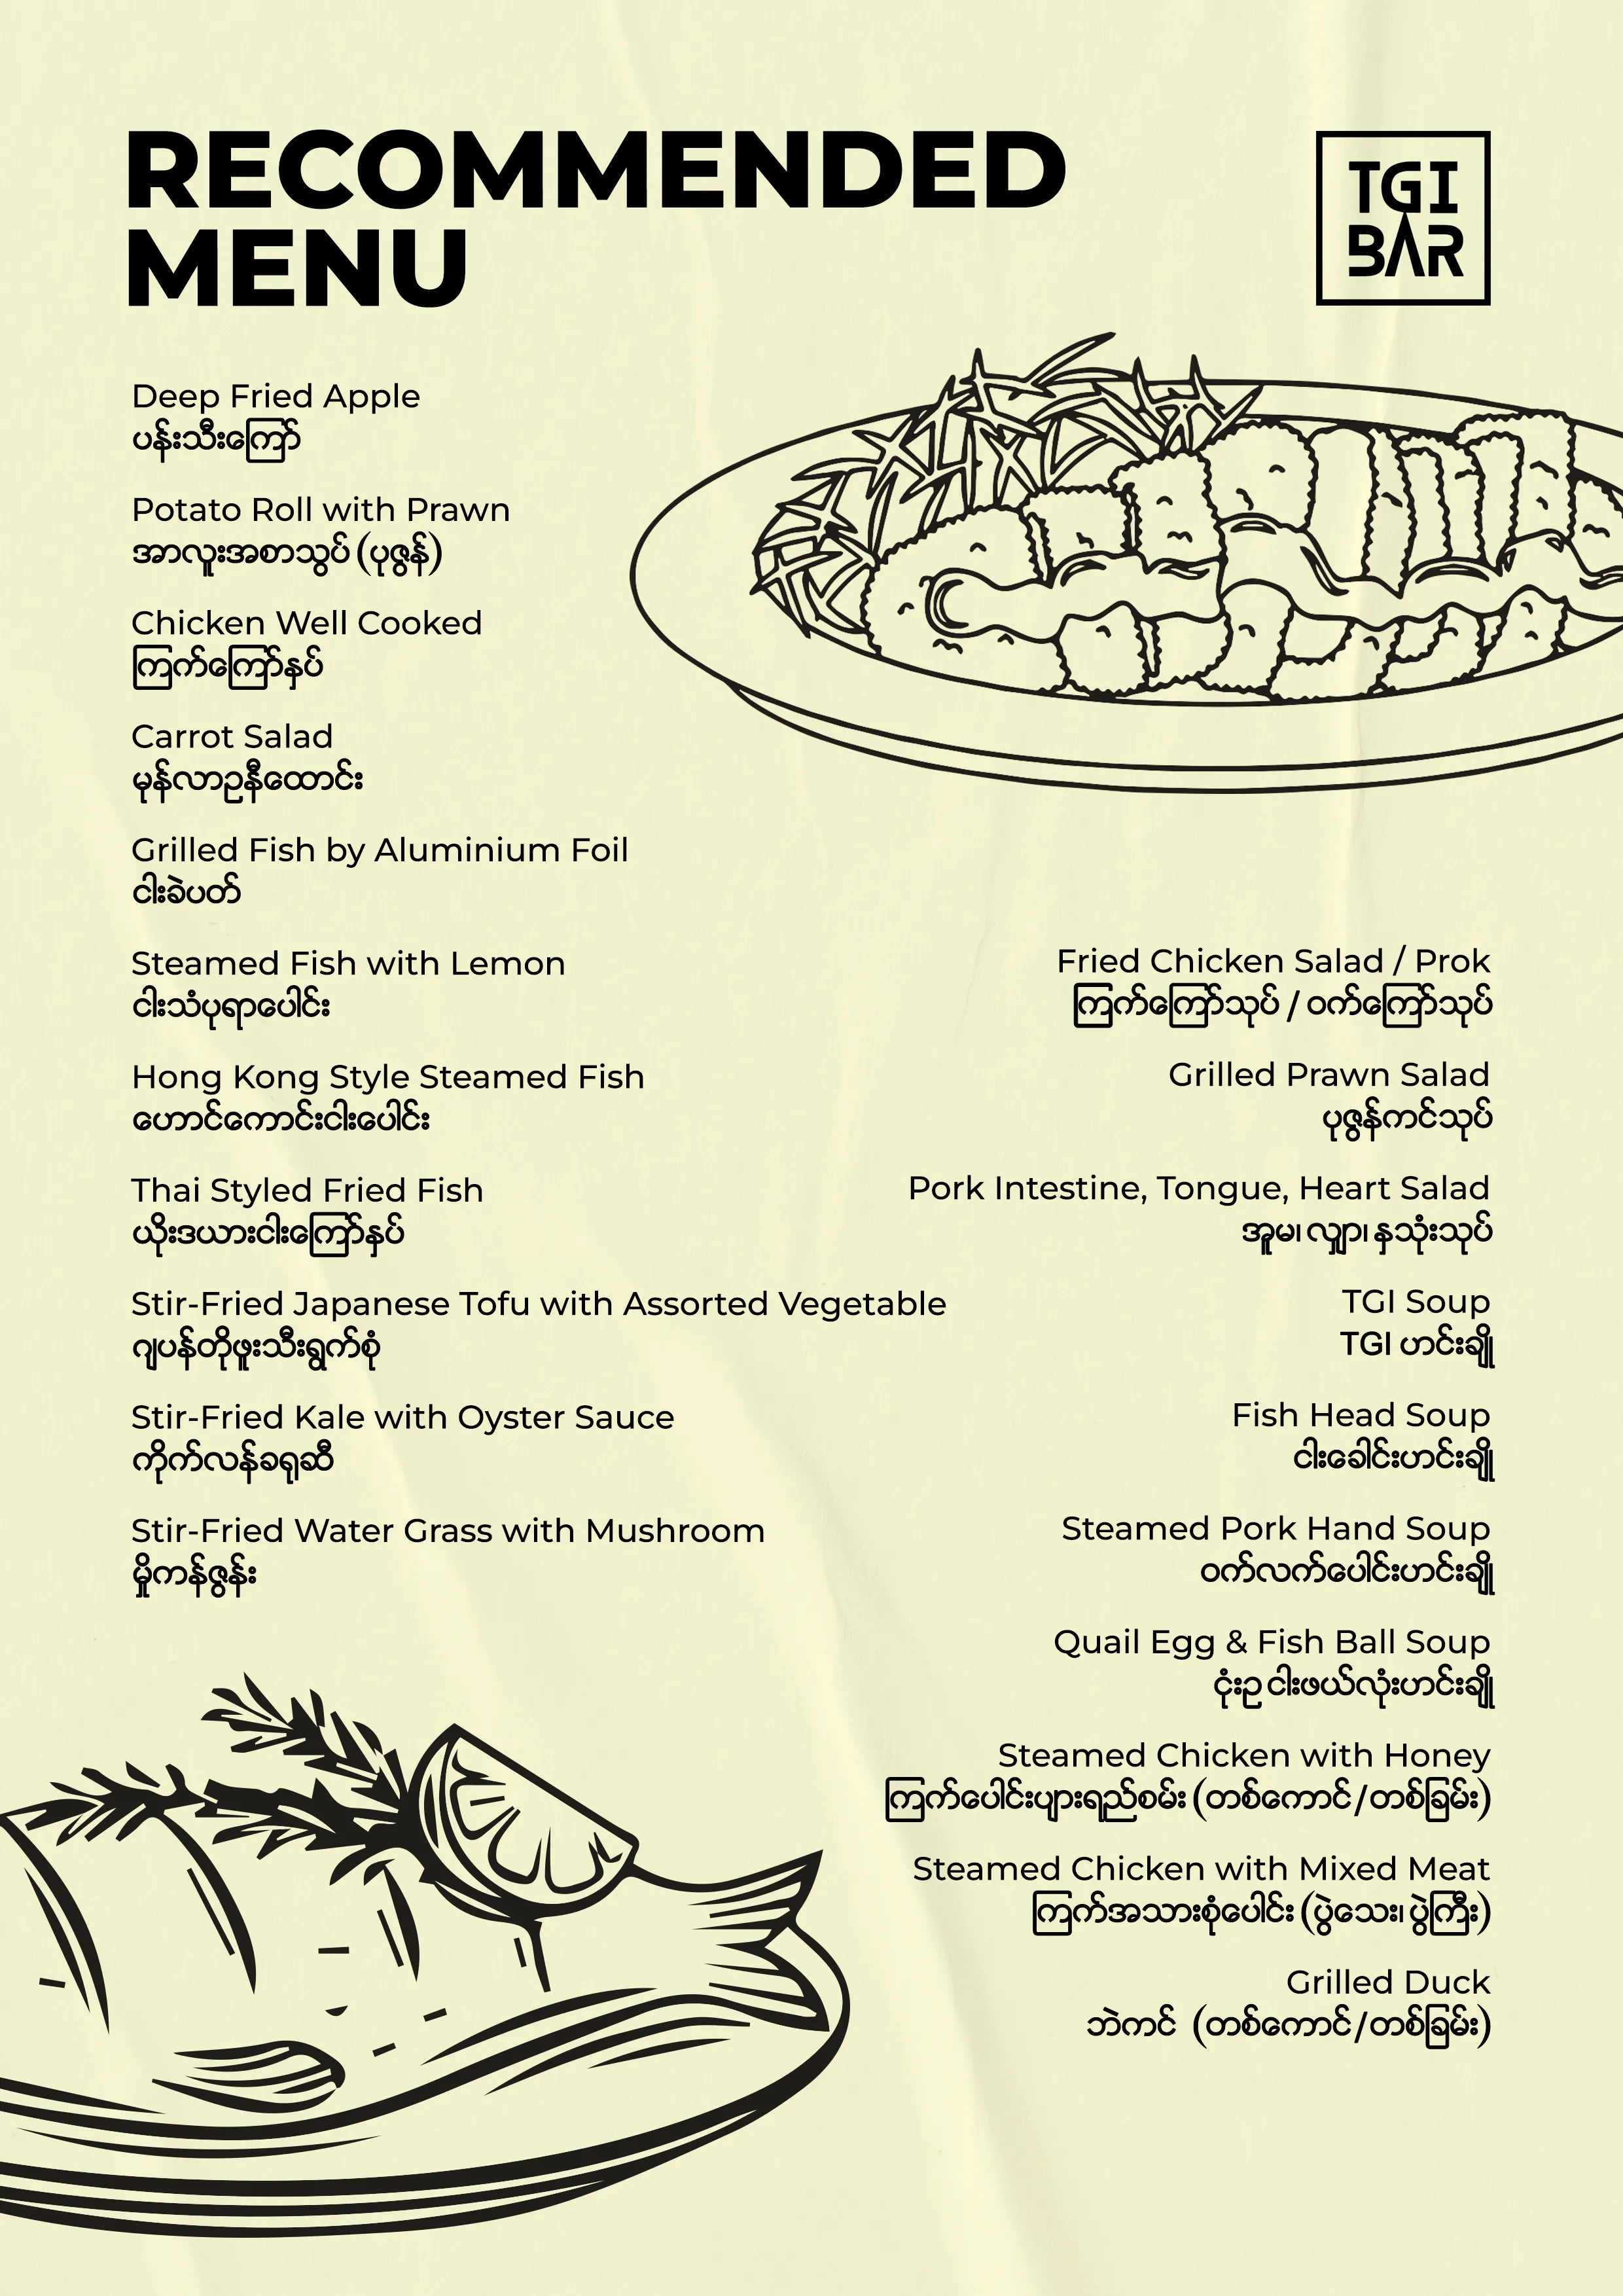 RECOMMENDED
MENU
TGI
BAR
Deep Fried Apple
ပန်းသီးကြော်
Potato Roll with Prawn
အာလူးအစာသွပ် (ပုဇွန်)
Chicken Well Cooked
ကြက်ကြော်နှပ်
Carrot Salad
မုန်လာဥနီထောင်း
Grilled Fish by Aluminium Foil
ငါးခဲပတ်
Steamed Fish with Lemon
ငါးသံပုရာပေါင်း
Hong Kong Style Steamed Fish
ဟောင်ကောင်းငါးပေါင်း
Thai Styled Fried Fish
ယိုးဒယားငါးကြော်နှပ်
Stir-Fried Japanese Tofu with Assorted Vegetable
ဂျပန်တိုဖူးသီးရွက်စုံ
Stir-Fried Kale with Oyster Sauce
ကိုက်လန်ခရုဆီ
Stir-Fried Water Grass with Mushroom
မှိုကန်ဇွန်း
Fried Chicken Salad / Prok
ကြက်ကြော်သုပ် / ဝက်ကြော်သုပ်
Grilled Prawn Salad
ပုဇွန်ကင်သုပ်
Pork Intestine, Tongue, Heart Salad
အူမ၊ လျှာ၊ နှသုံးသုပ်
TGI Soup
TGI ဟင်းချို
Fish Head Soup
ငါးခေါင်းဟင်းချို
Steamed Pork Hand Soup
ဝက်လက်ပေါင်းဟင်းချို
Quail Egg & Fish Ball Soup
ငုံးဥ ငါးဖယ်လုံးဟင်းချို
Steamed Chicken with Honey
ကြက်ပေါင်းပျားရည်စမ်း (တစ်ကောင်/တစ်ခြမ်း)
Steamed Chicken with Mixed Meat
ကြက်အသားစုံပေါင်း (ပွဲသေး၊ ပွဲကြီး)
Grilled Duck
ဘဲကင် (တစ်ကောင်/တစ်ခြမ်း)